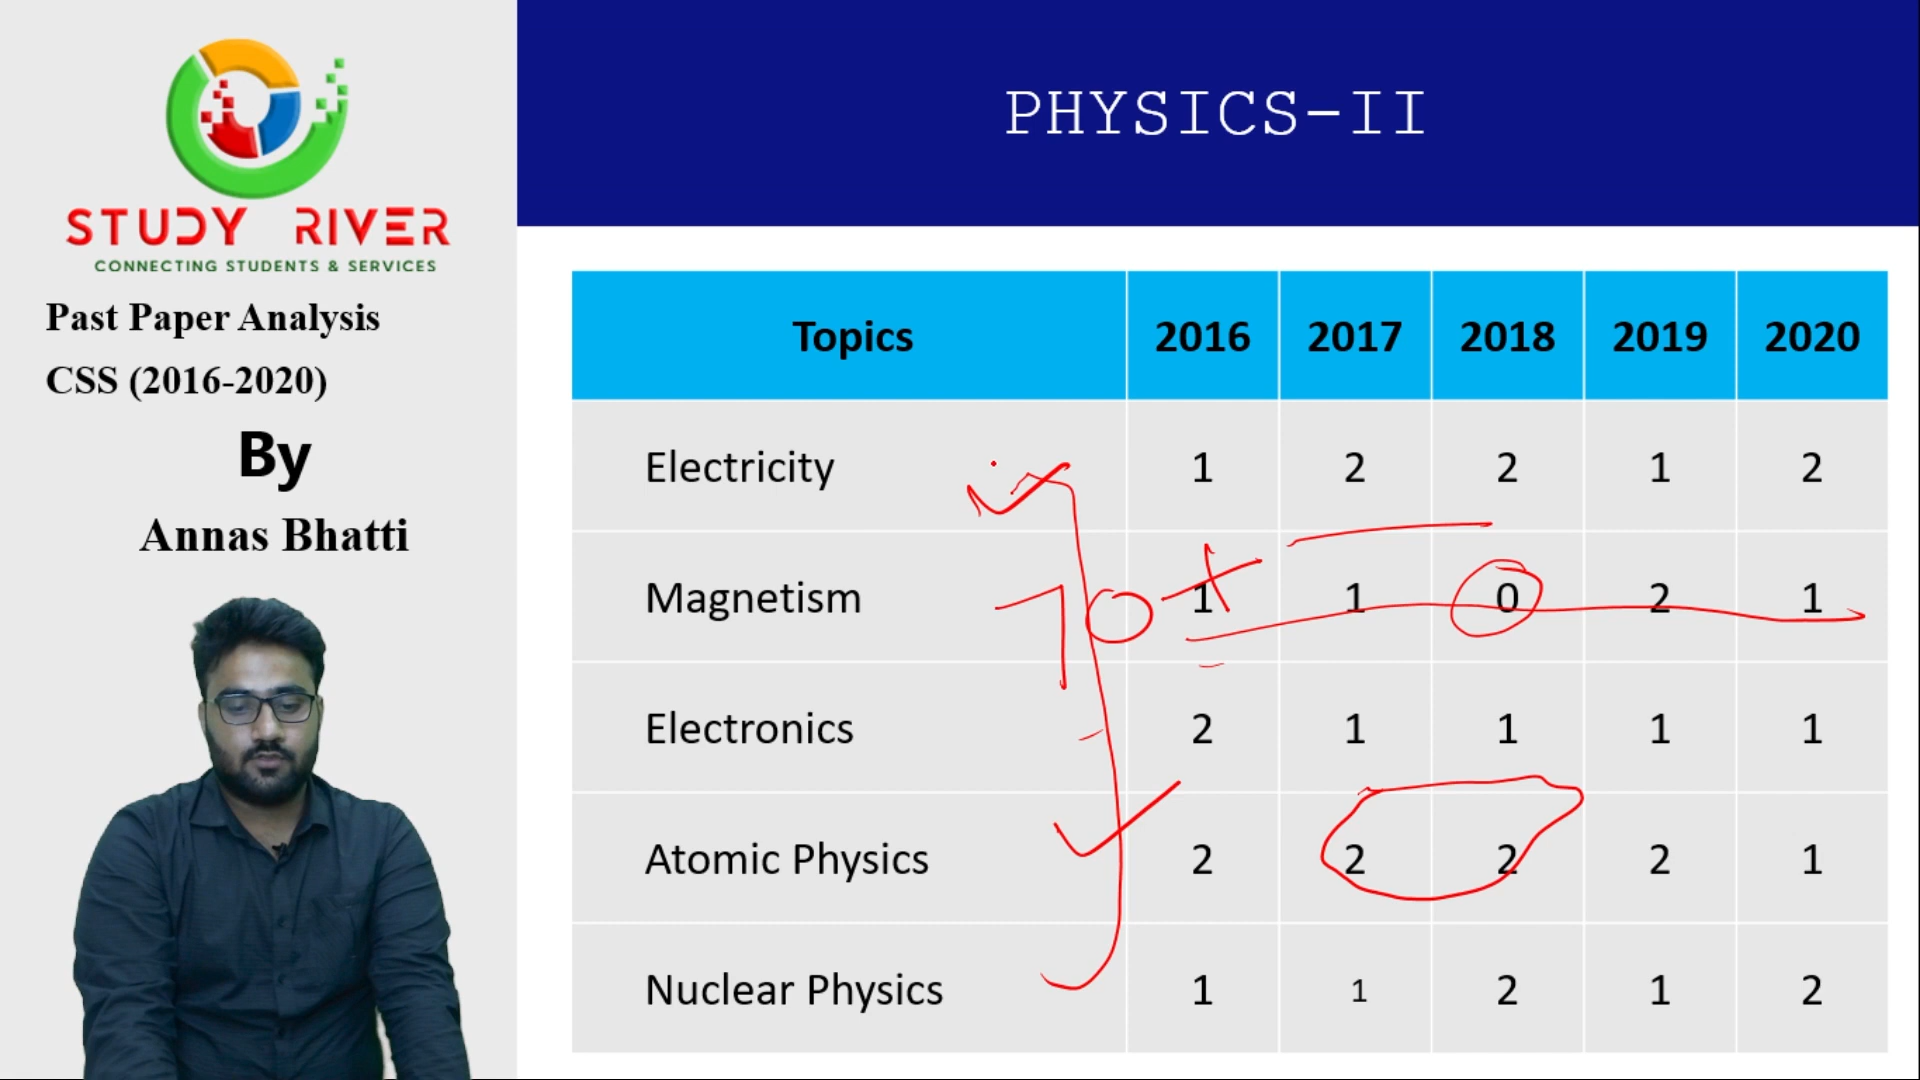 STUDY RIVER
CONNECTING STUDENTS & SERVICES
Past Paper Analysis
CSS (2016-2020)
By
Annas Bhatti
PHYSICS-II
Topics 2016 2017 2018 2019 2020
Electricity 1 2 2 1 2
Magnetism 1 1 0 2 1
70+
Electronics 2 1 1 1 1
Atomic Physics 2 2 2 2 1
Nuclear Physics 1 1 2 1 2